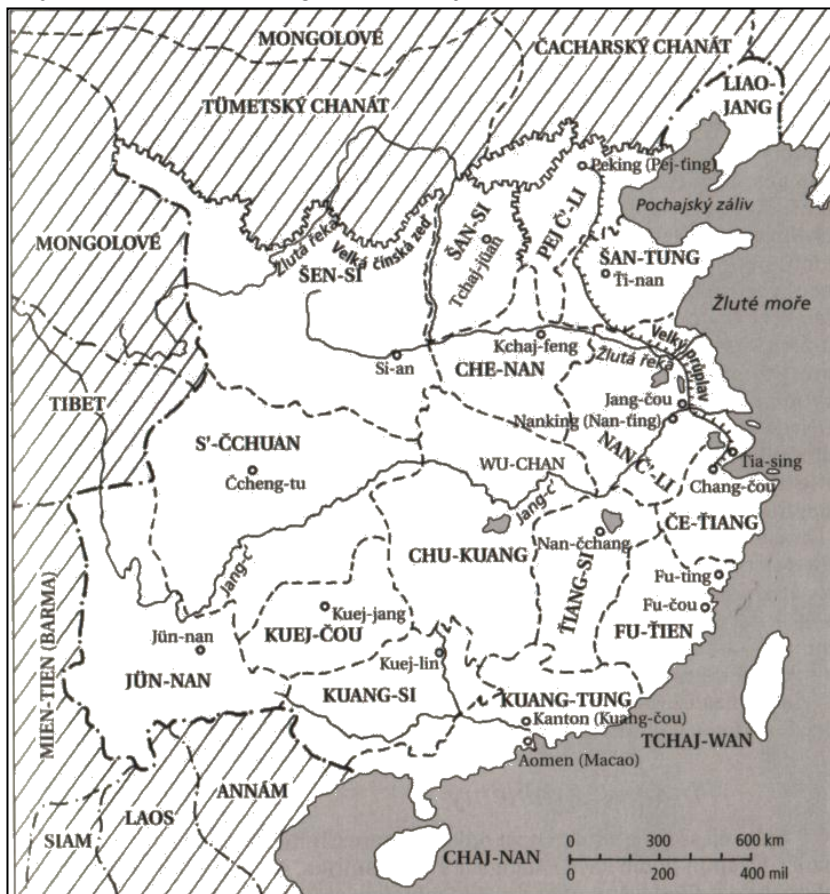 MONGOLOVÉ
ČACHARSKÝ CHANÁT
TÜMETSKÝ CHANÁT
LIAO-
JANG
Peking (Pej-ťing)
Pochajský záliv
MONGOLOVÉ
Žlutá řeka
Velká čínská zeď
ŠAN-SI
Tchaj-jüan
PEJ Č'-LI
ŠAN-TUNG
Ťi-nan
ŠEN-SI
Žluté moře
Si-an
Kchaj-feng
CHE-NAN
Žlutá řeka
Velký průplav
TIBET
Jang-čou
Nanking (Nan-ťing)
S'-ČCHUAN
NAN Č'-LI
WU-CHAN
Ťia-sing
Čcheng-tu
Chang-čou
Jang-c'
ČE-ŤIANG
CHU-KUANG
Nan-čchang
Jang-c'
ŤIANG-SI
Fu-ting
Kuej-jang
Fu-čou
KUEJ-ČOU
FU-ŤIEN
Jün-nan
Kuej-lin
JÜN-NAN
KUANG-SI
KUANG-TUNG
MIEN-TIEN (BARMA)
Kanton (Kuang-čou)
TCHAJ-WAN
Aomen (Macao)
ANNÁM
LAOS
SIAM
CHAJ-NAN
0 300 600 km
0 200 400 mil